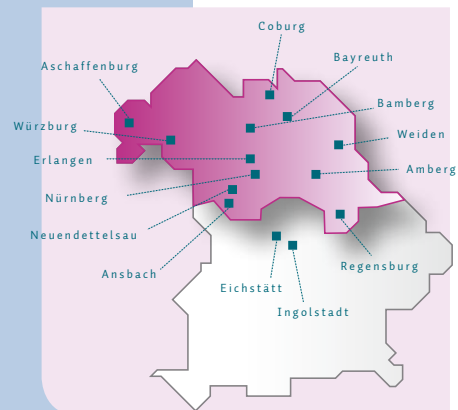 Coburg
Bayreuth
Aschaffenburg
Bamberg
Würzburg
Weiden
Erlangen
Amberg
Nürnberg
Neuendettelsau
Regensburg
Ansbach
Eichstätt
Ingolstadt